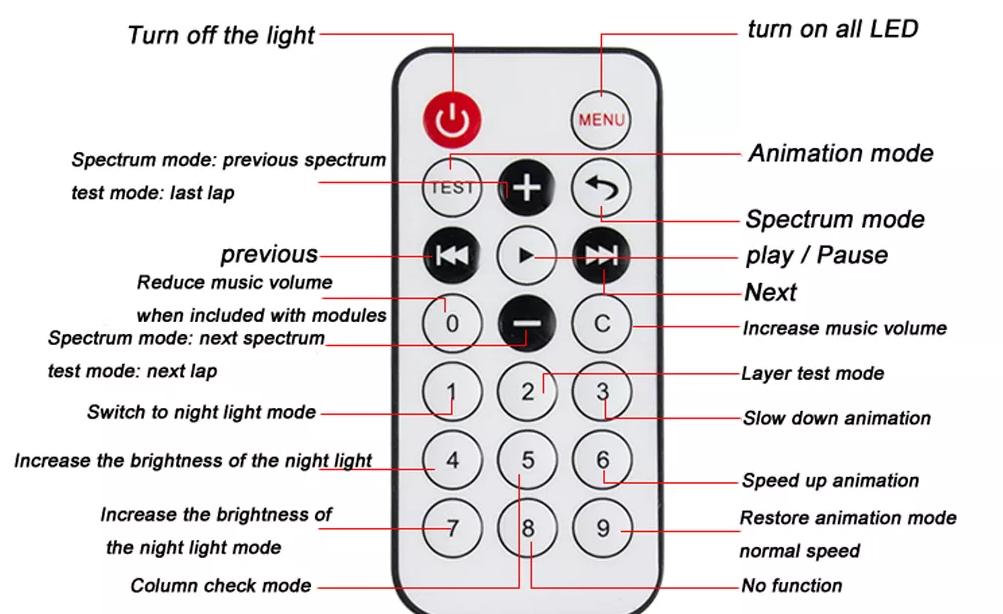 Turn off the light
turn on all LED
MENU
Spectrum mode: previous spectrum
test mode: last lap
TEST
Animation mode
Spectrum mode
previous
play / Pause
Reduce music volume
when included with modules
Next
0
C
Spectrum mode: next spectrum
test mode: next lap
Increase music volume
1
2
3
Layer test mode
Switch to night light mode
Slow down animation
Increase the brightness of the night light
4
5
6
Speed up animation
Increase the brightness of
the night light mode
7
8
9
Restore animation mode
normal speed
Column check mode
No function